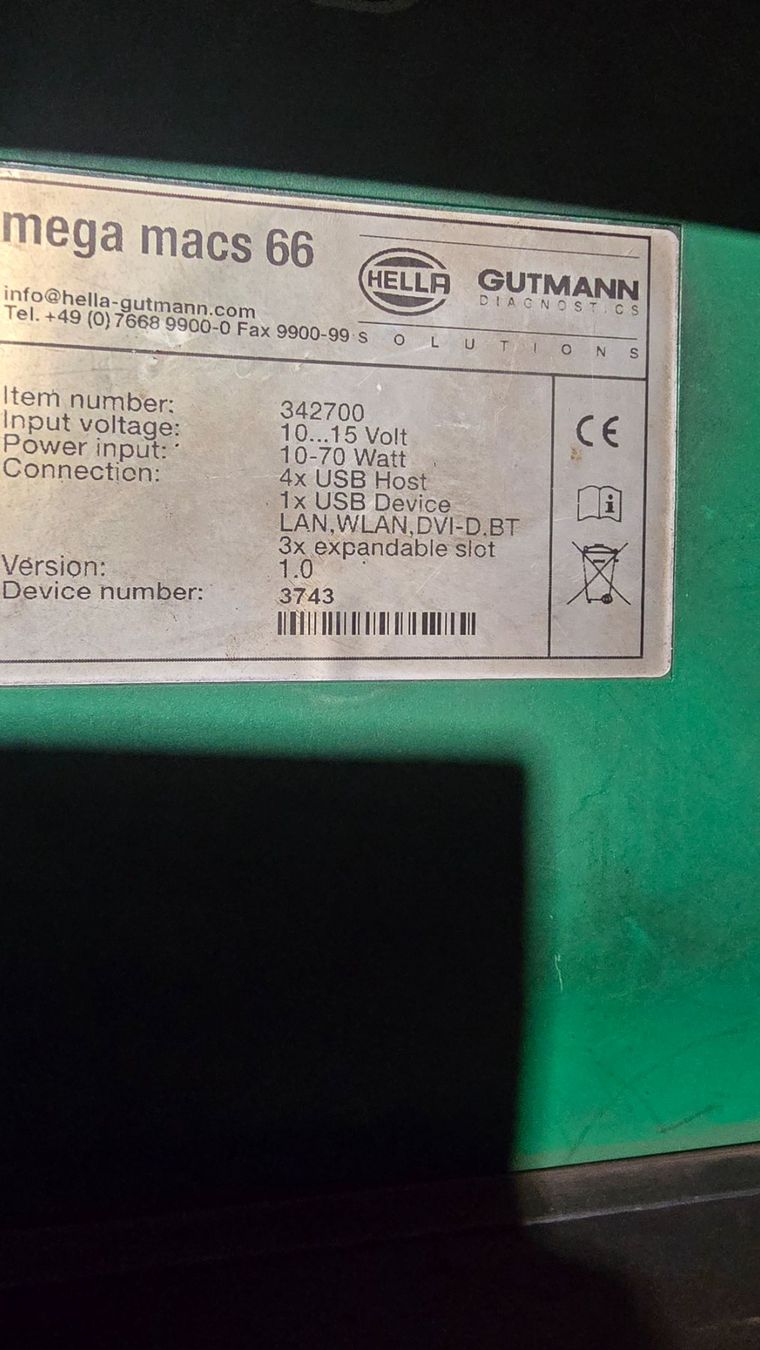 mega macs 66
HELLA GUTMANN
DIAGNOSTICS
info@hella-gutmann.com
Tel. +49 (0) 7668 9900-0 Fax 9900-99
SOLUTIONS
Item number: 342700
Input voltage: 10...15 Volt
Power input: 10-70 Watt
Connection: 4x USB Host
1x USB Device
LAN,WLAN,DVI-D.BT
3x expandable slot
Version: 1.0
Device number: 3743
CE
i